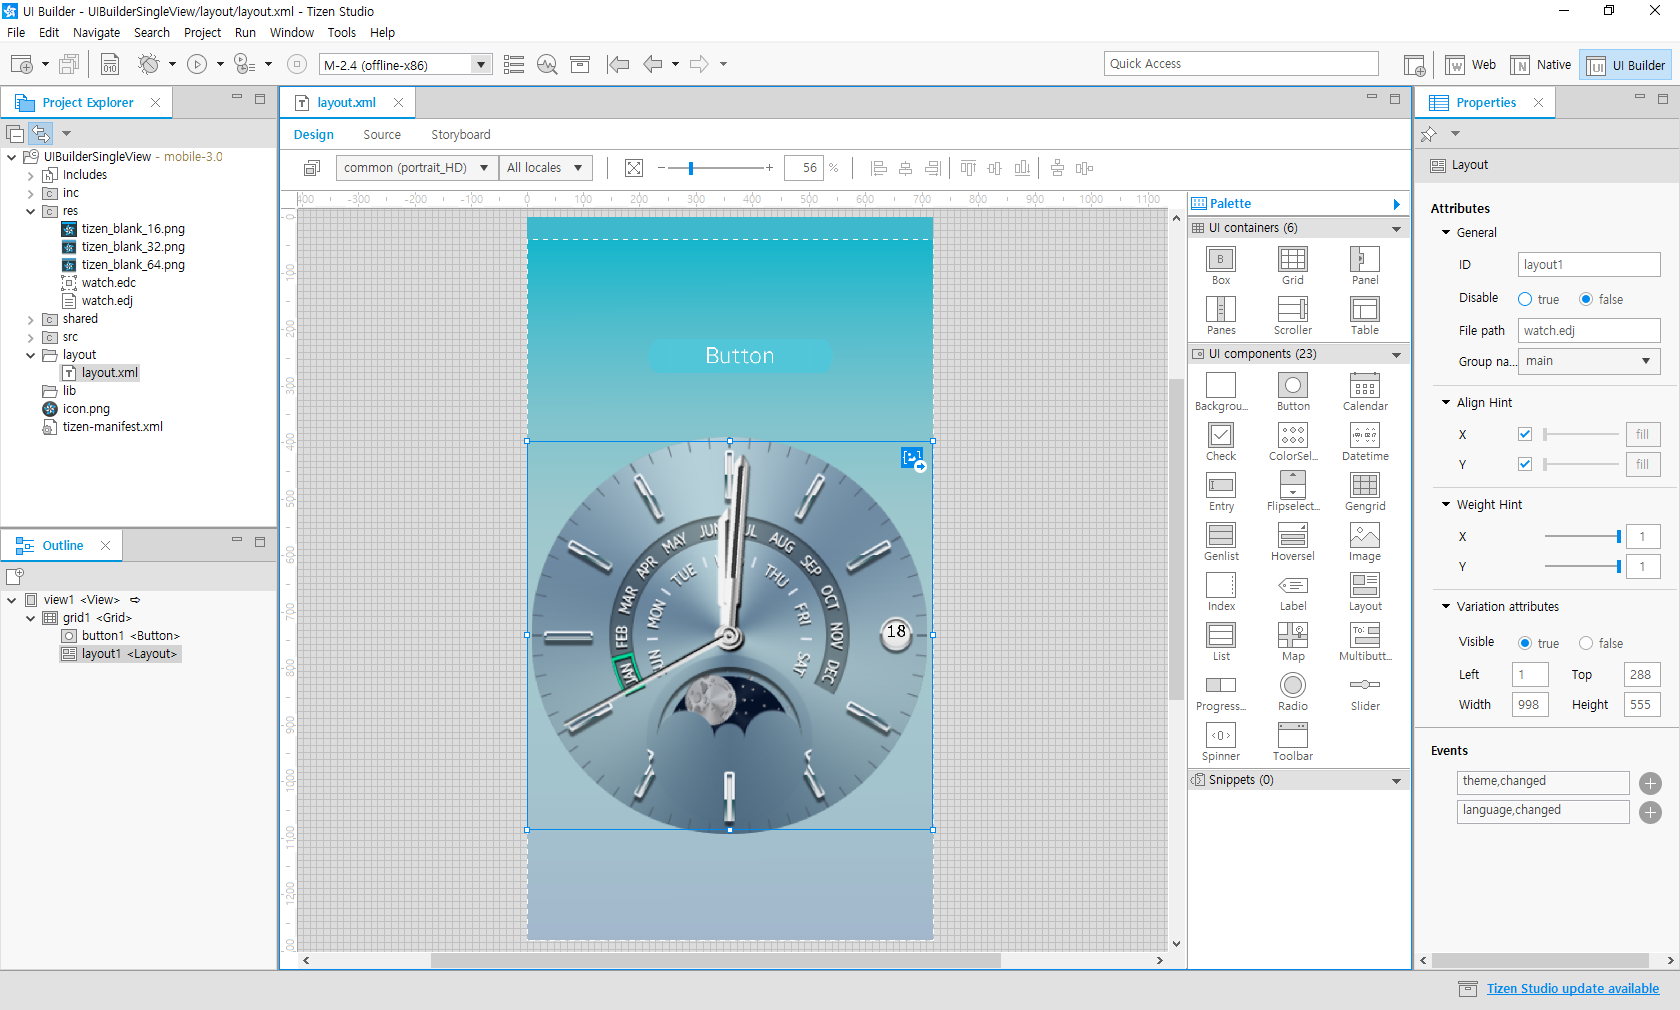 UI Builder - UIBuilderSingleView/layout/layout.xml - Tizen Studio
File Edit Navigate Search Project Run Window Tools Help
010
M-2.4 (offline-x86)
Quick Access
Web
Native
UI Builder
Project Explorer
UIBuilderSingleView - mobile-3.0
Includes
inc
res
tizen_blank_16.png
tizen_blank_32.png
tizen_blank_64.png
watch.edc
watch.edj
shared
src
layout
layout.xml
lib
icon.png
tizen-manifest.xml
Outline
view1 <View>
grid1 <Grid>
button1 <Button>
layout1 <Layout>
layout.xml
Design Source Storyboard
common (portrait_HD) All locales 56 %
-300 -200 -100 0 100 200 300 400 500 600 700 800 900 1000 1100
0
100
200
300
400
500
600
700
800
900
1000
1100
1200
Button
JAN FEB MAR APR MAY JUN JUL AUG SEP OCT NOV DEC
MON TUE THU FRI SAT
18
Palette
UI containers (6)
Box Grid Panel
Panes Scroller Table
UI components (23)
Backgrou... Button Calendar
Check ColorSel... Datetime
Entry Flipselect... Gengrid
Genlist Hoversel Image
Index Label Layout
List Map Multibutt...
Progress... Radio Slider
Spinner Toolbar
Snippets (0)
Properties
Layout
Attributes
General
ID layout1
Disable true false
File path watch.edj
Group na... main
Align Hint
X fill
Y fill
Weight Hint
X 1
Y 1
Variation attributes
Visible true false
Left 1 Top 288
Width 998 Height 555
Events
theme,changed
language,changed
Tizen Studio update available